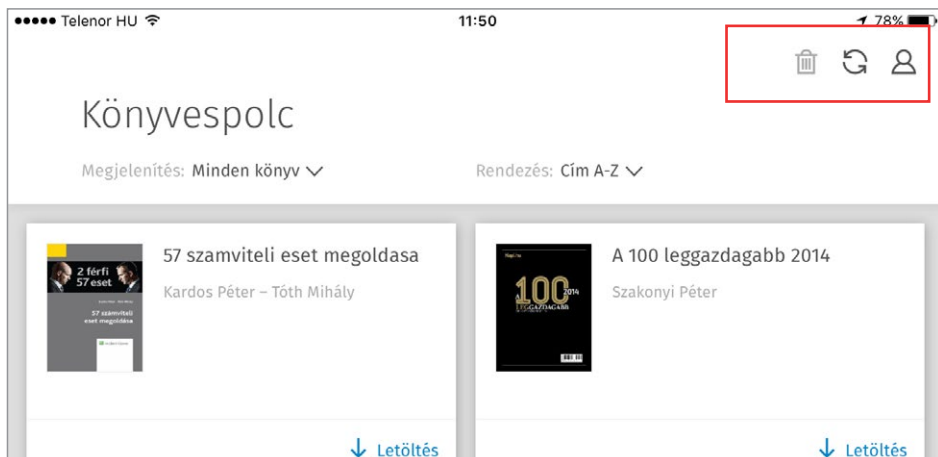 Telenor HU 11:50 78%
Könyvespolc
Megjelenítés: Minden könyv Rendezés: Cím A-Z
57 szamviteli eset megoldasa
Kardos Péter – Tóth Mihály
2 férfi
57 eset
57 számviteli
eset megoldása
Letöltés
A 100 leggazdagabb 2014
Szakonyi Péter
A
100
2014
LEGGAZDAGABB
Letöltés